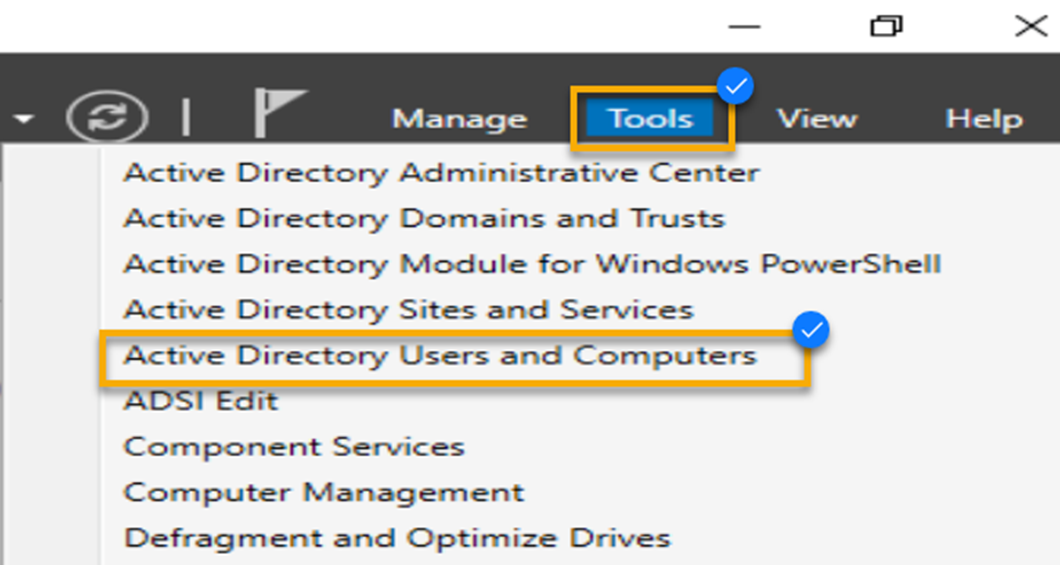 Manage Tools View Help
Active Directory Administrative Center
Active Directory Domains and Trusts
Active Directory Module for Windows PowerShell
Active Directory Sites and Services
Active Directory Users and Computers
ADSI Edit
Component Services
Computer Management
Defragment and Optimize Drives